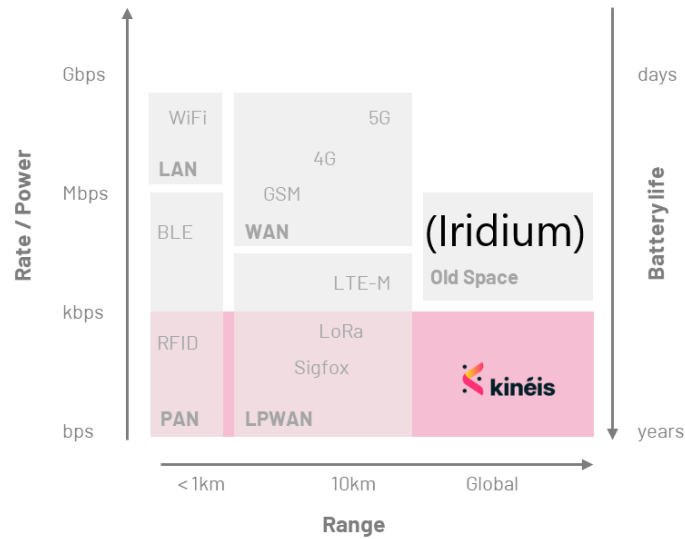 Gbps
days
WiFi
5G
4G
LAN
Mbps
GSM
BLE
WAN
(Iridium)
Old Space
Rate / Power
Battery life
LTE-M
kbps
RFID
LoRa
Sigfox
kinéis
PAN
LPWAN
bps
years
< 1km
10km
Global
Range